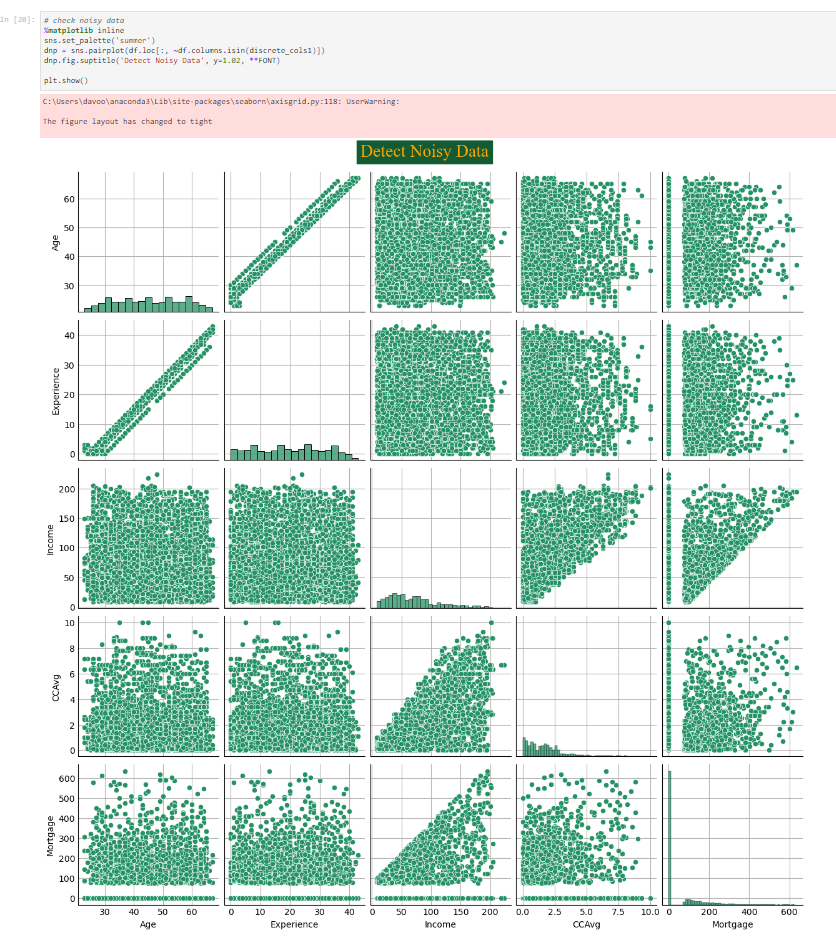 In [20]:
# check noisy data
%matplotlib inline
sns.set_palette('summer')
dnp = sns.pairplot(df.loc[:, ~df.columns.isin(discrete_cols1)])
dnp.fig.suptitle('Detect Noisy Data', y=1.02, **FONT)
plt.show()
C:\Users\davoo\anaconda3\Lib\site-packages\seaborn\axisgrid.py:118: UserWarning:
The figure layout has changed to tight
Detect Noisy Data
60
50
40
30
Age
40
30
20
10
0
Experience
200
150
100
50
0
Income
10
8
6
4
2
0
CCAvg
600
500
400
300
200
100
0
Mortgage
30 40 50 60
0 10 20 30 40
0 50 100 150 200
0.0 2.5 5.0 7.5 10.0
0 200 400 600
Age
Experience
Income
CCAvg
Mortgage